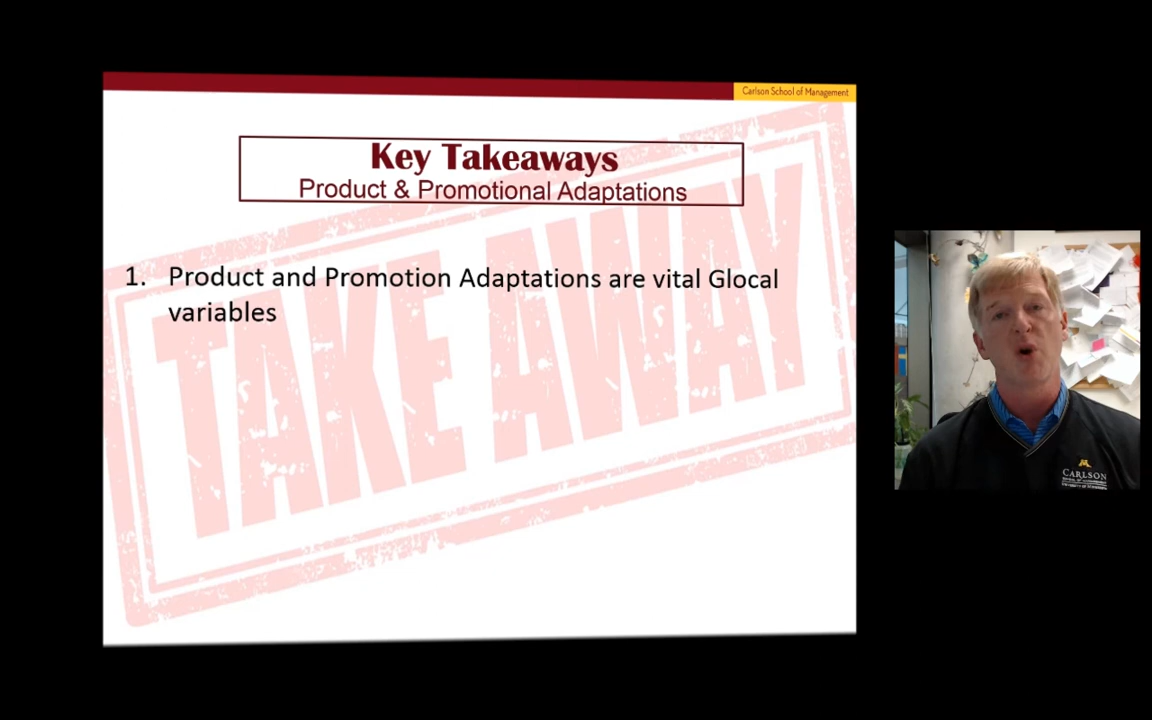 Carlson School of Management
Key Takeaways
Product & Promotional Adaptations
1. Product and Promotion Adaptations are vital Glocal
variables
TAKE AWAY
CARLSON